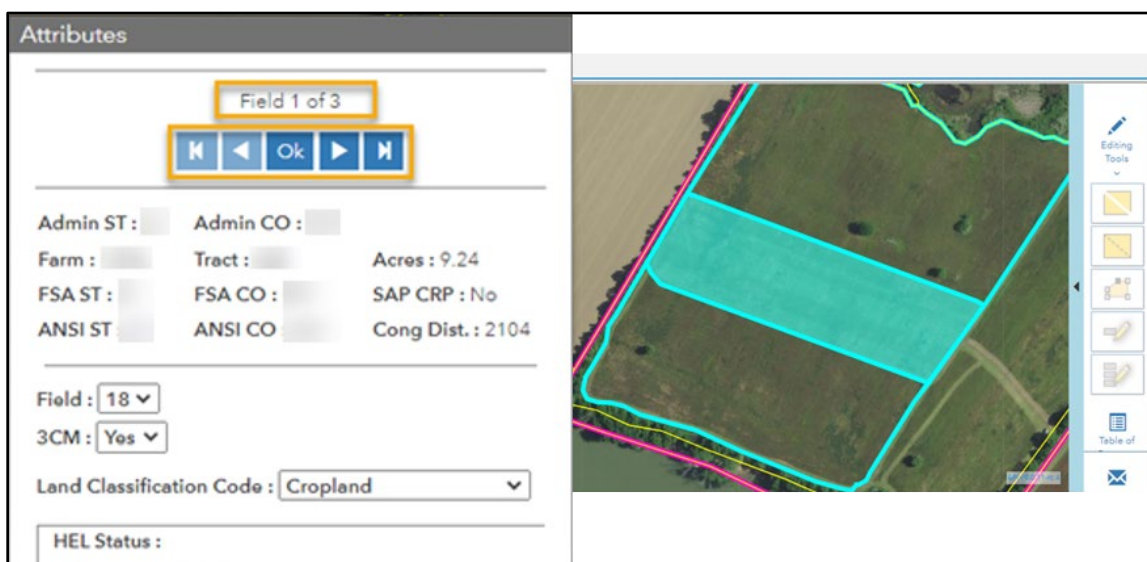 Attributes
Field 1 of 3
Ok
Admin ST : Admin CO :
Farm : Tract : Acres : 9.24
FSA ST : FSA CO : SAP CRP : No
ANSI ST ANSI CO Cong Dist. : 2104
Field : 18
3CM : Yes
Land Classification Code : Cropland
HEL Status :
Editing
Tools
Table of